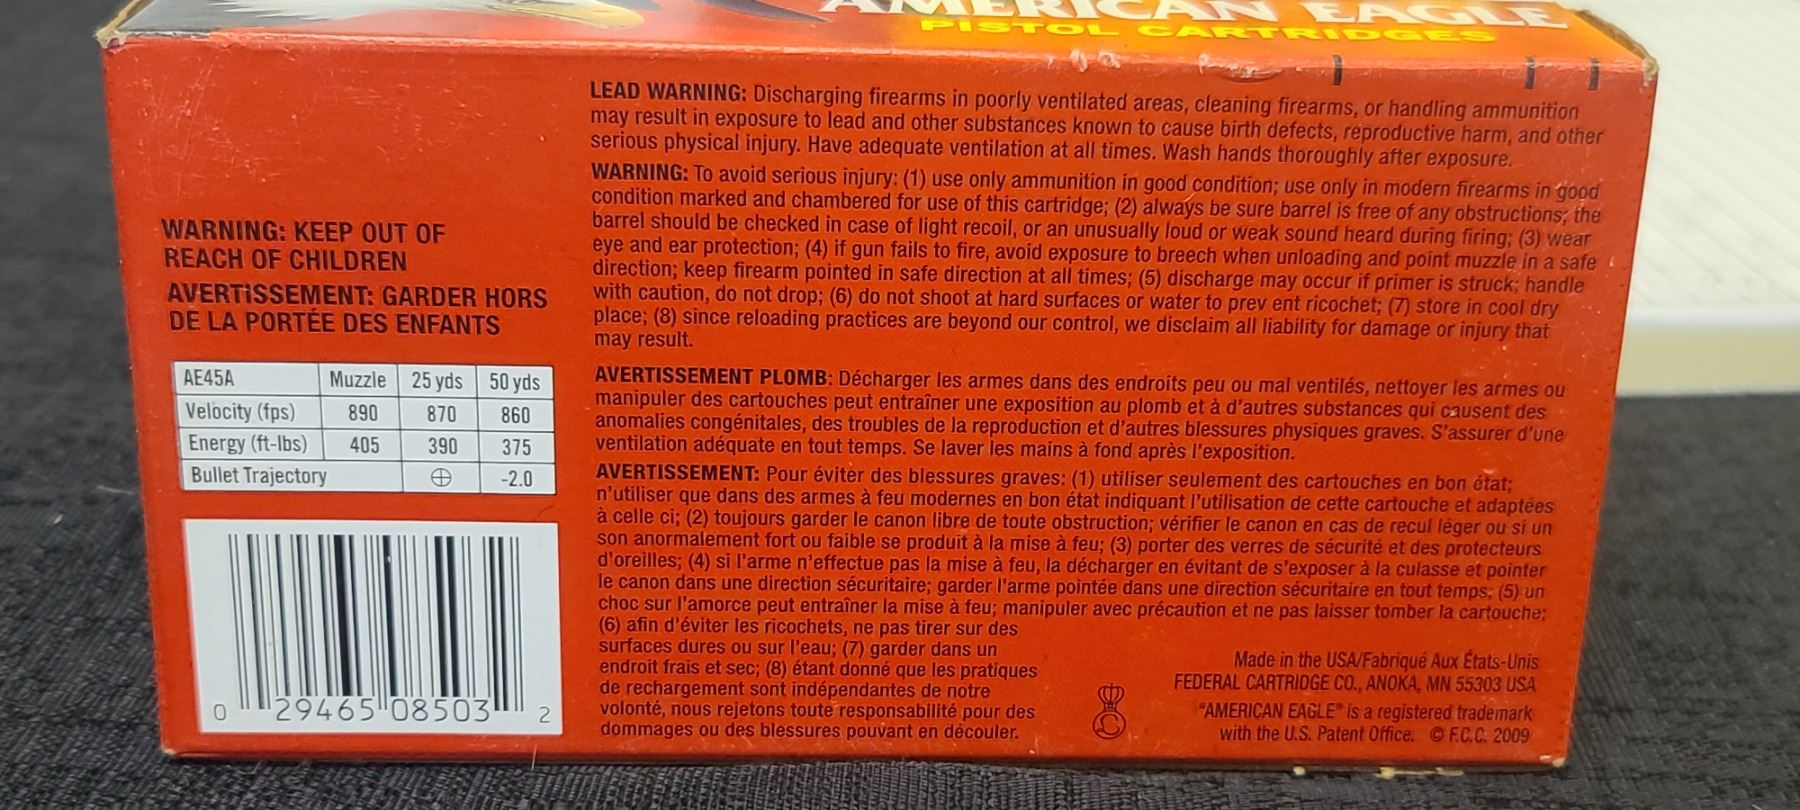 AMERICAN EAGLE
PISTOL CARTRIDGES
WARNING: KEEP OUT OF
REACH OF CHILDREN
AVERTISSEMENT: GARDER HORS
DE LA PORTÉE DES ENFANTS
AE45A Muzzle 25 yds 50 yds
Velocity (fps) 890 870 860
Energy (ft-lbs) 405 390 375
Bullet Trajectory ⊕ -2.0
0 29465 08503 2
LEAD WARNING: Discharging firearms in poorly ventilated areas, cleaning firearms, or handling ammunition
may result in exposure to lead and other substances known to cause birth defects, reproductive harm, and other
serious physical injury. Have adequate ventilation at all times. Wash hands thoroughly after exposure.
WARNING: To avoid serious injury: (1) use only ammunition in good condition; use only in modern firearms in good
condition marked and chambered for use of this cartridge; (2) always be sure barrel is free of any obstructions; the
barrel should be checked in case of light recoil, or an unusually loud or weak sound heard during firing; (3) wear
eye and ear protection; (4) if gun fails to fire, avoid exposure to breech when unloading and point muzzle in a safe
direction; keep firearm pointed in safe direction at all times; (5) discharge may occur if primer is struck; handle
with caution, do not drop; (6) do not shoot at hard surfaces or water to prev ent ricochet; (7) store in cool dry
place; (8) since reloading practices are beyond our control, we disclaim all liability for damage or injury that
may result.
AVERTISSEMENT PLOMB: Décharger les armes dans des endroits peu ou mal ventilés, nettoyer les armes ou
manipuler des cartouches peut entraîner une exposition au plomb et à d'autres substances qui causent des
anomalies congénitales, des troubles de la reproduction et d'autres blessures physiques graves. S'assurer d'une
ventilation adéquate en tout temps. Se laver les mains à fond après l'exposition.
AVERTISSEMENT: Pour éviter des blessures graves: (1) utiliser seulement des cartouches en bon état;
n'utiliser que dans des armes à feu modernes en bon état indiquant l'utilisation de cette cartouche et adaptées
à celle ci; (2) toujours garder le canon libre de toute obstruction; vérifier le canon en cas de recul léger ou si un
son anormalement fort ou faible se produit à la mise à feu; (3) porter des verres de sécurité et des protecteurs
d'oreilles; (4) si l'arme n'effectue pas la mise à feu, la décharger en évitant de s'exposer à la culasse et pointer
le canon dans une direction sécuritaire; garder l'arme pointée dans une direction sécuritaire en tout temps; (5) un
choc sur l'amorce peut entraîner la mise à feu; manipuler avec précaution et ne pas laisser tomber la cartouche;
(6) afin d'éviter les ricochets, ne pas tirer sur des
surfaces dures ou sur l'eau; (7) garder dans un
endroit frais et sec; (8) étant donné que les pratiques
de rechargement sont indépendantes de notre
volonté, nous rejetons toute responsabilité pour des
dommages ou des blessures pouvant en découler.
C
Made in the USA/Fabriqué Aux États-Unis
FEDERAL CARTRIDGE CO., ANOKA, MN 55303 USA
"AMERICAN EAGLE" is a registered trademark
with the U.S. Patent Office. © F.C.C. 2009